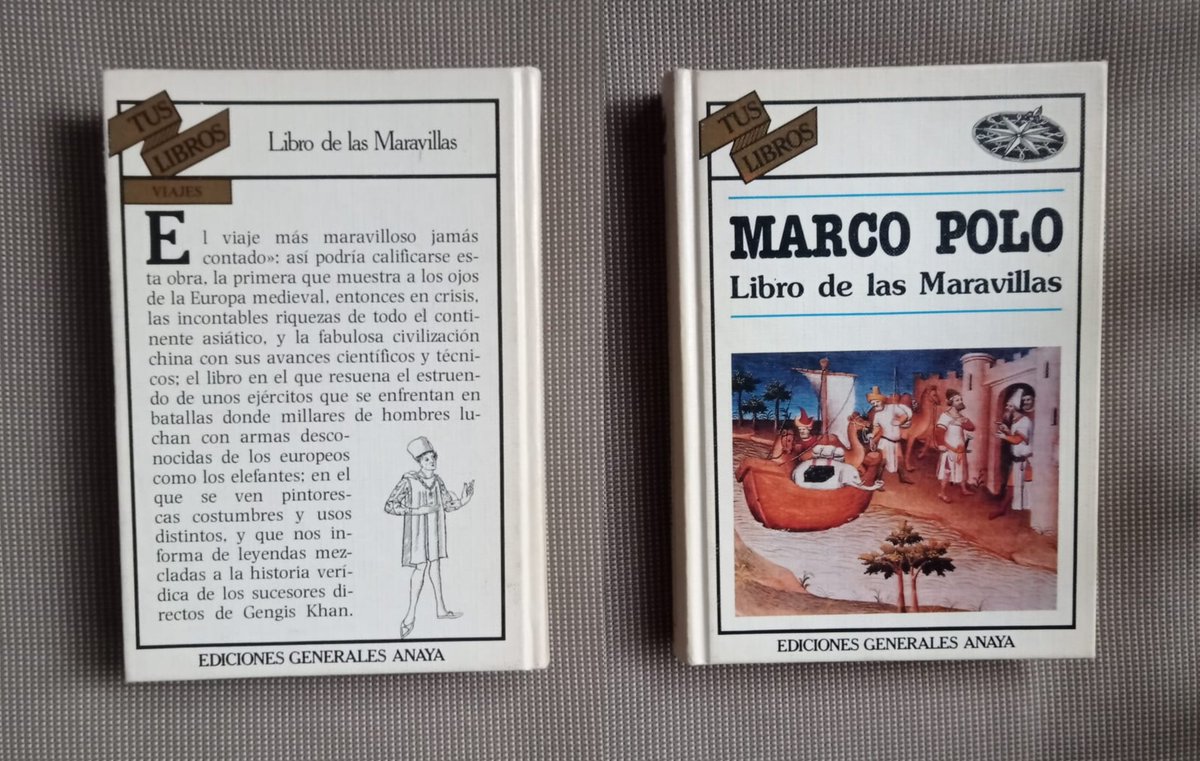 TUS
LIBROS
Libro de las Maravillas
VIAJES
El viaje más maravilloso jamás
contado»: así podría calificarse es-
ta obra, la primera que muestra a los ojos
de la Europa medieval, entonces en crisis,
las incontables riquezas de todo el conti-
nente asiático, y la fabulosa civilización
china con sus avances científicos y técni-
cos; el libro en el que resuena el estruen-
do de unos ejércitos que se enfrentan en
batallas donde millares de hombres lu-
chan con armas desco-
nocidas de los europeos
como los elefantes; en el
que se ven pintores-
cas costumbres y usos
distintos, y que nos in-
forma de leyendas mez-
cladas a la historia verí-
dica de los sucesores di-
rectos de Gengis Khan.
EDICIONES GENERALES ANAYA
TUS
LIBROS
MARCO POLO
Libro de las Maravillas
EDICIONES GENERALES ANAYA